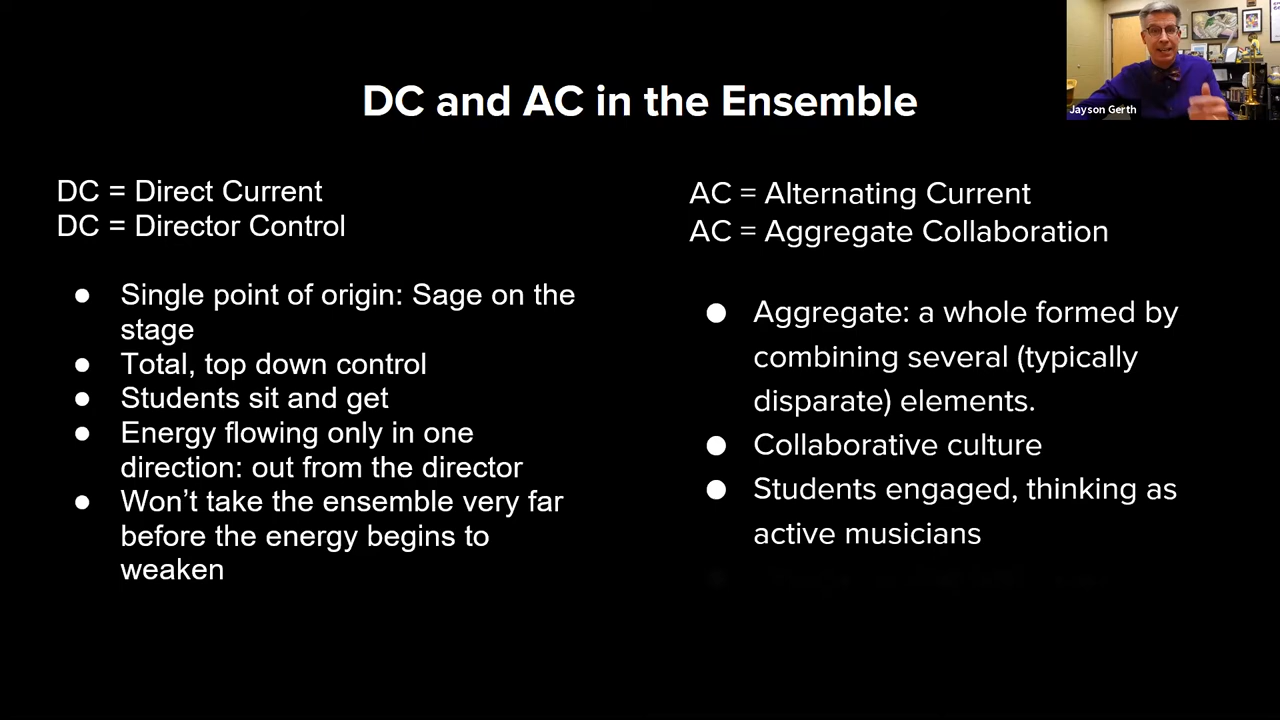 DC and AC in the Ensemble
Jayson Gerth
DC = Direct Current
DC = Director Control
● Single point of origin: Sage on the
stage
● Total, top down control
● Students sit and get
● Energy flowing only in one
direction: out from the director
● Won’t take the ensemble very far
before the energy begins to
weaken
AC = Alternating Current
AC = Aggregate Collaboration
● Aggregate: a whole formed by
combining several (typically
disparate) elements.
● Collaborative culture
● Students engaged, thinking as
active musicians